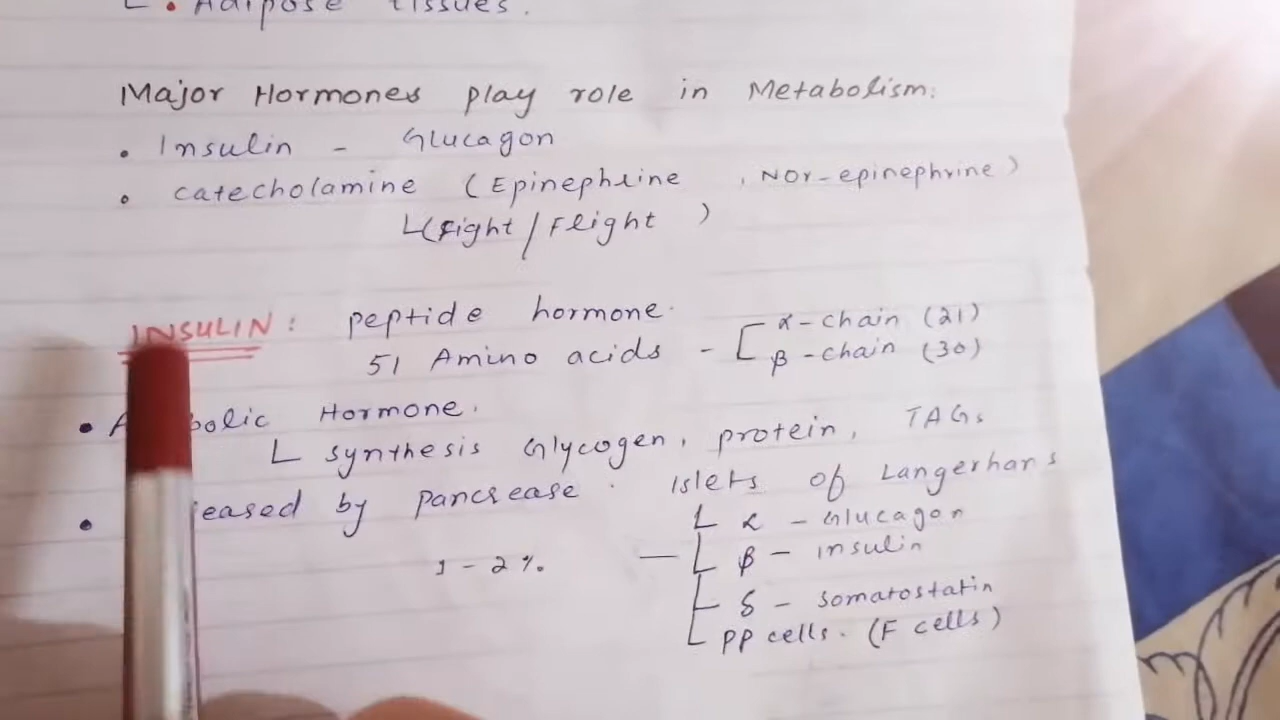 • Adipose tissues.
Major Hormones play role in Metabolism:
• Insulin - Glucagon
• catecholamine (Epinephrine, Nor-epinephrine)
(Fight/Flight)
INSULIN: peptide hormone.
51 Amino acids - α-chain (21)
β-chain (30)
• Hormone.
synthesis Glycogen, protein, TAGs
• by pancrease. Islets of Langerhans
α - Glucagon
1-2% — β - insulin
δ - somatostatin
PP cells. (F cells)